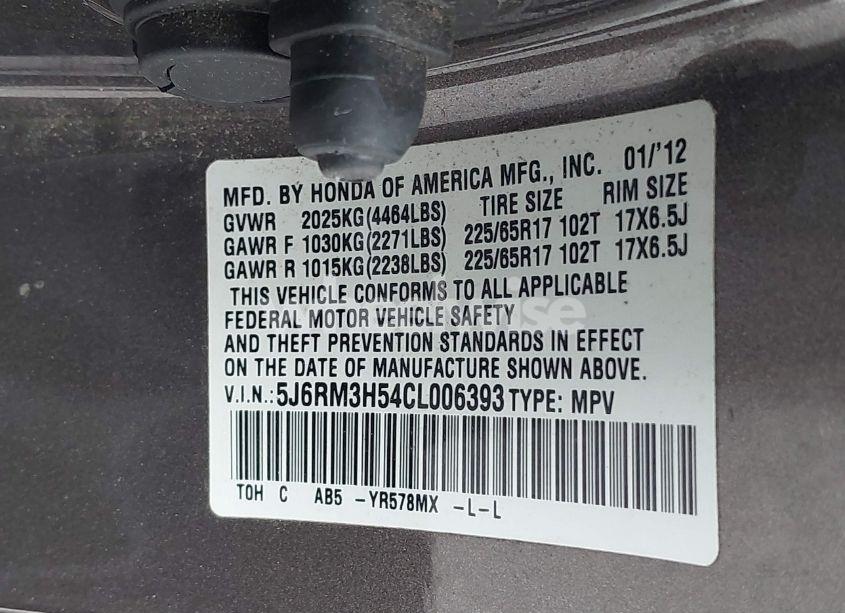 MFD. BY HONDA OF AMERICA MFG., INC. 01/'12
GVWR 2025KG(4464LBS) TIRE SIZE RIM SIZE
GAWR F 1030KG(2271LBS) 225/65R17 102T 17X6.5J
GAWR R 1015KG(2238LBS) 225/65R17 102T 17X6.5J
THIS VEHICLE CONFORMS TO ALL APPLICABLE
FEDERAL MOTOR VEHICLE SAFETY
AND THEFT PREVENTION STANDARDS IN EFFECT
ON THE DATE OF MANUFACTURE SHOWN ABOVE.
V.I.N.: 5J6RM3H54CL006393 TYPE: MPV
TOH C AB5 -YR578MX -L-L